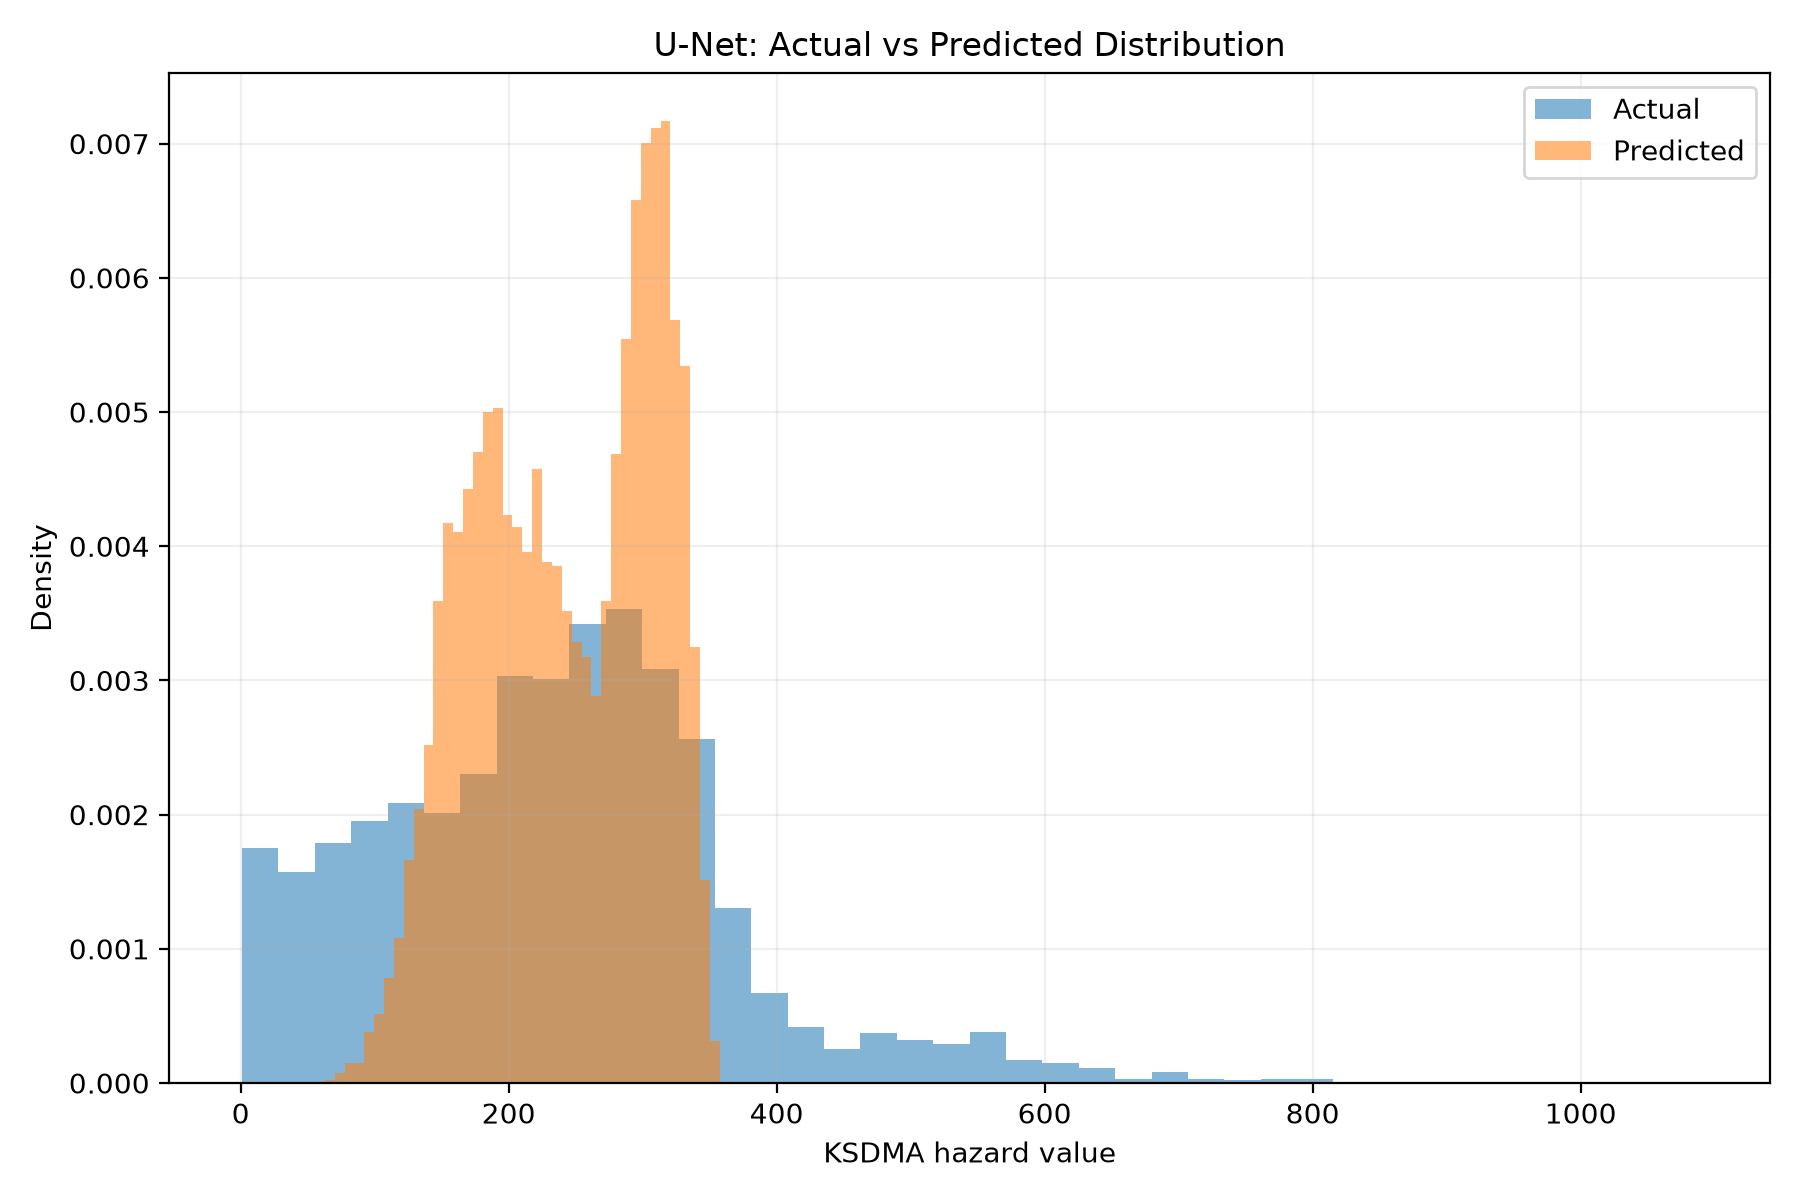 U-Net: Actual vs Predicted Distribution
Actual
Predicted
0.007
0.006
0.005
0.004
0.003
0.002
0.001
0.000
Density
0 200 400 600 800 1000
KSDMA hazard value